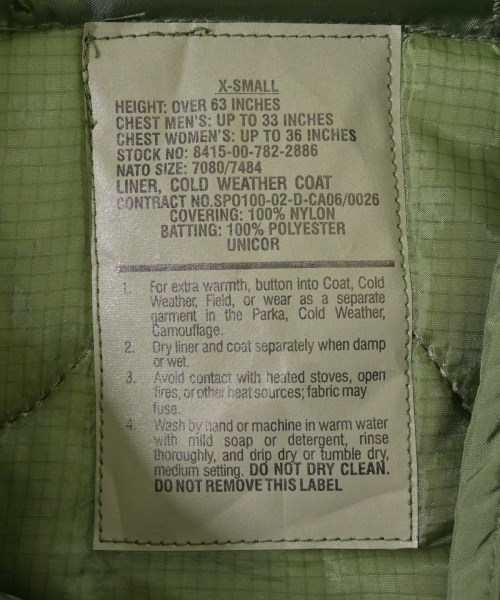 X-SMALL
HEIGHT: OVER 63 INCHES
CHEST MEN'S: UP TO 33 INCHES
CHEST WOMEN'S: UP TO 36 INCHES
STOCK NO: 8415-00-782-2886
NATO SIZE: 7080/7484
LINER, COLD WEATHER COAT
CONTRACT NO.SPO100-02-D-CA06/0026
COVERING: 100% NYLON
BATTING: 100% POLYESTER
UNICOR
1. For extra warmth, button into Coat, Cold
Weather, Field, or wear as a separate
garment in the Parka, Cold Weather,
Camouflage.
2. Dry liner and coat separately when damp
or wet.
3. Avoid contact with heated stoves, open
fires, or other heat sources; fabric may
fuse.
4. Wash by hand or machine in warm water
with mild soap or detergent, rinse
thoroughly, and drip dry or tumble dry,
medium setting. DO NOT DRY CLEAN.
DO NOT REMOVE THIS LABEL